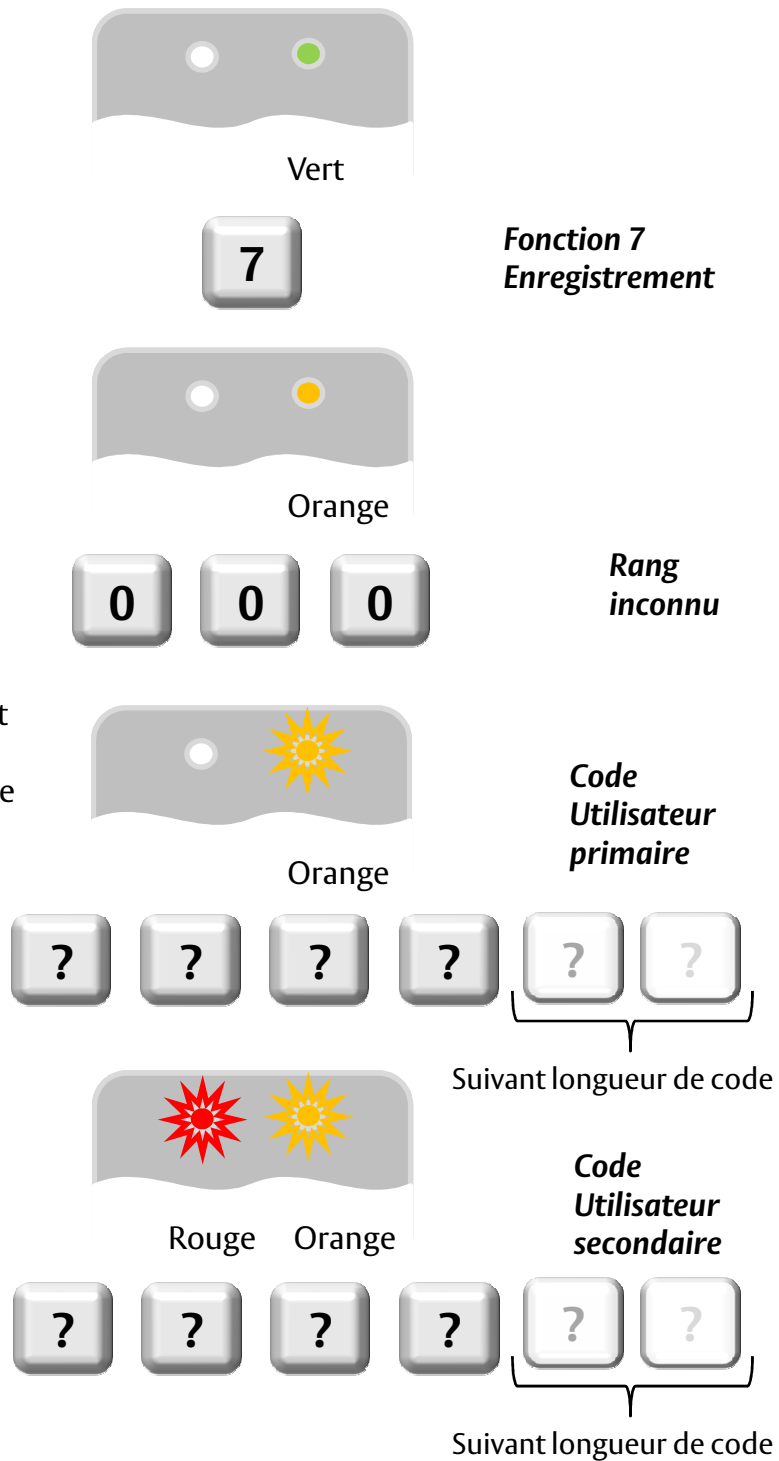 Vert
7
Fonction 7
Enregistrement
Orange
0 0 0
Rang
inconnu
t
e
Orange
Code
Utilisateur
primaire
? ? ? ? ? ?
Suivant longueur de code
Rouge Orange
Code
Utilisateur
secondaire
? ? ? ? ? ?
Suivant longueur de code